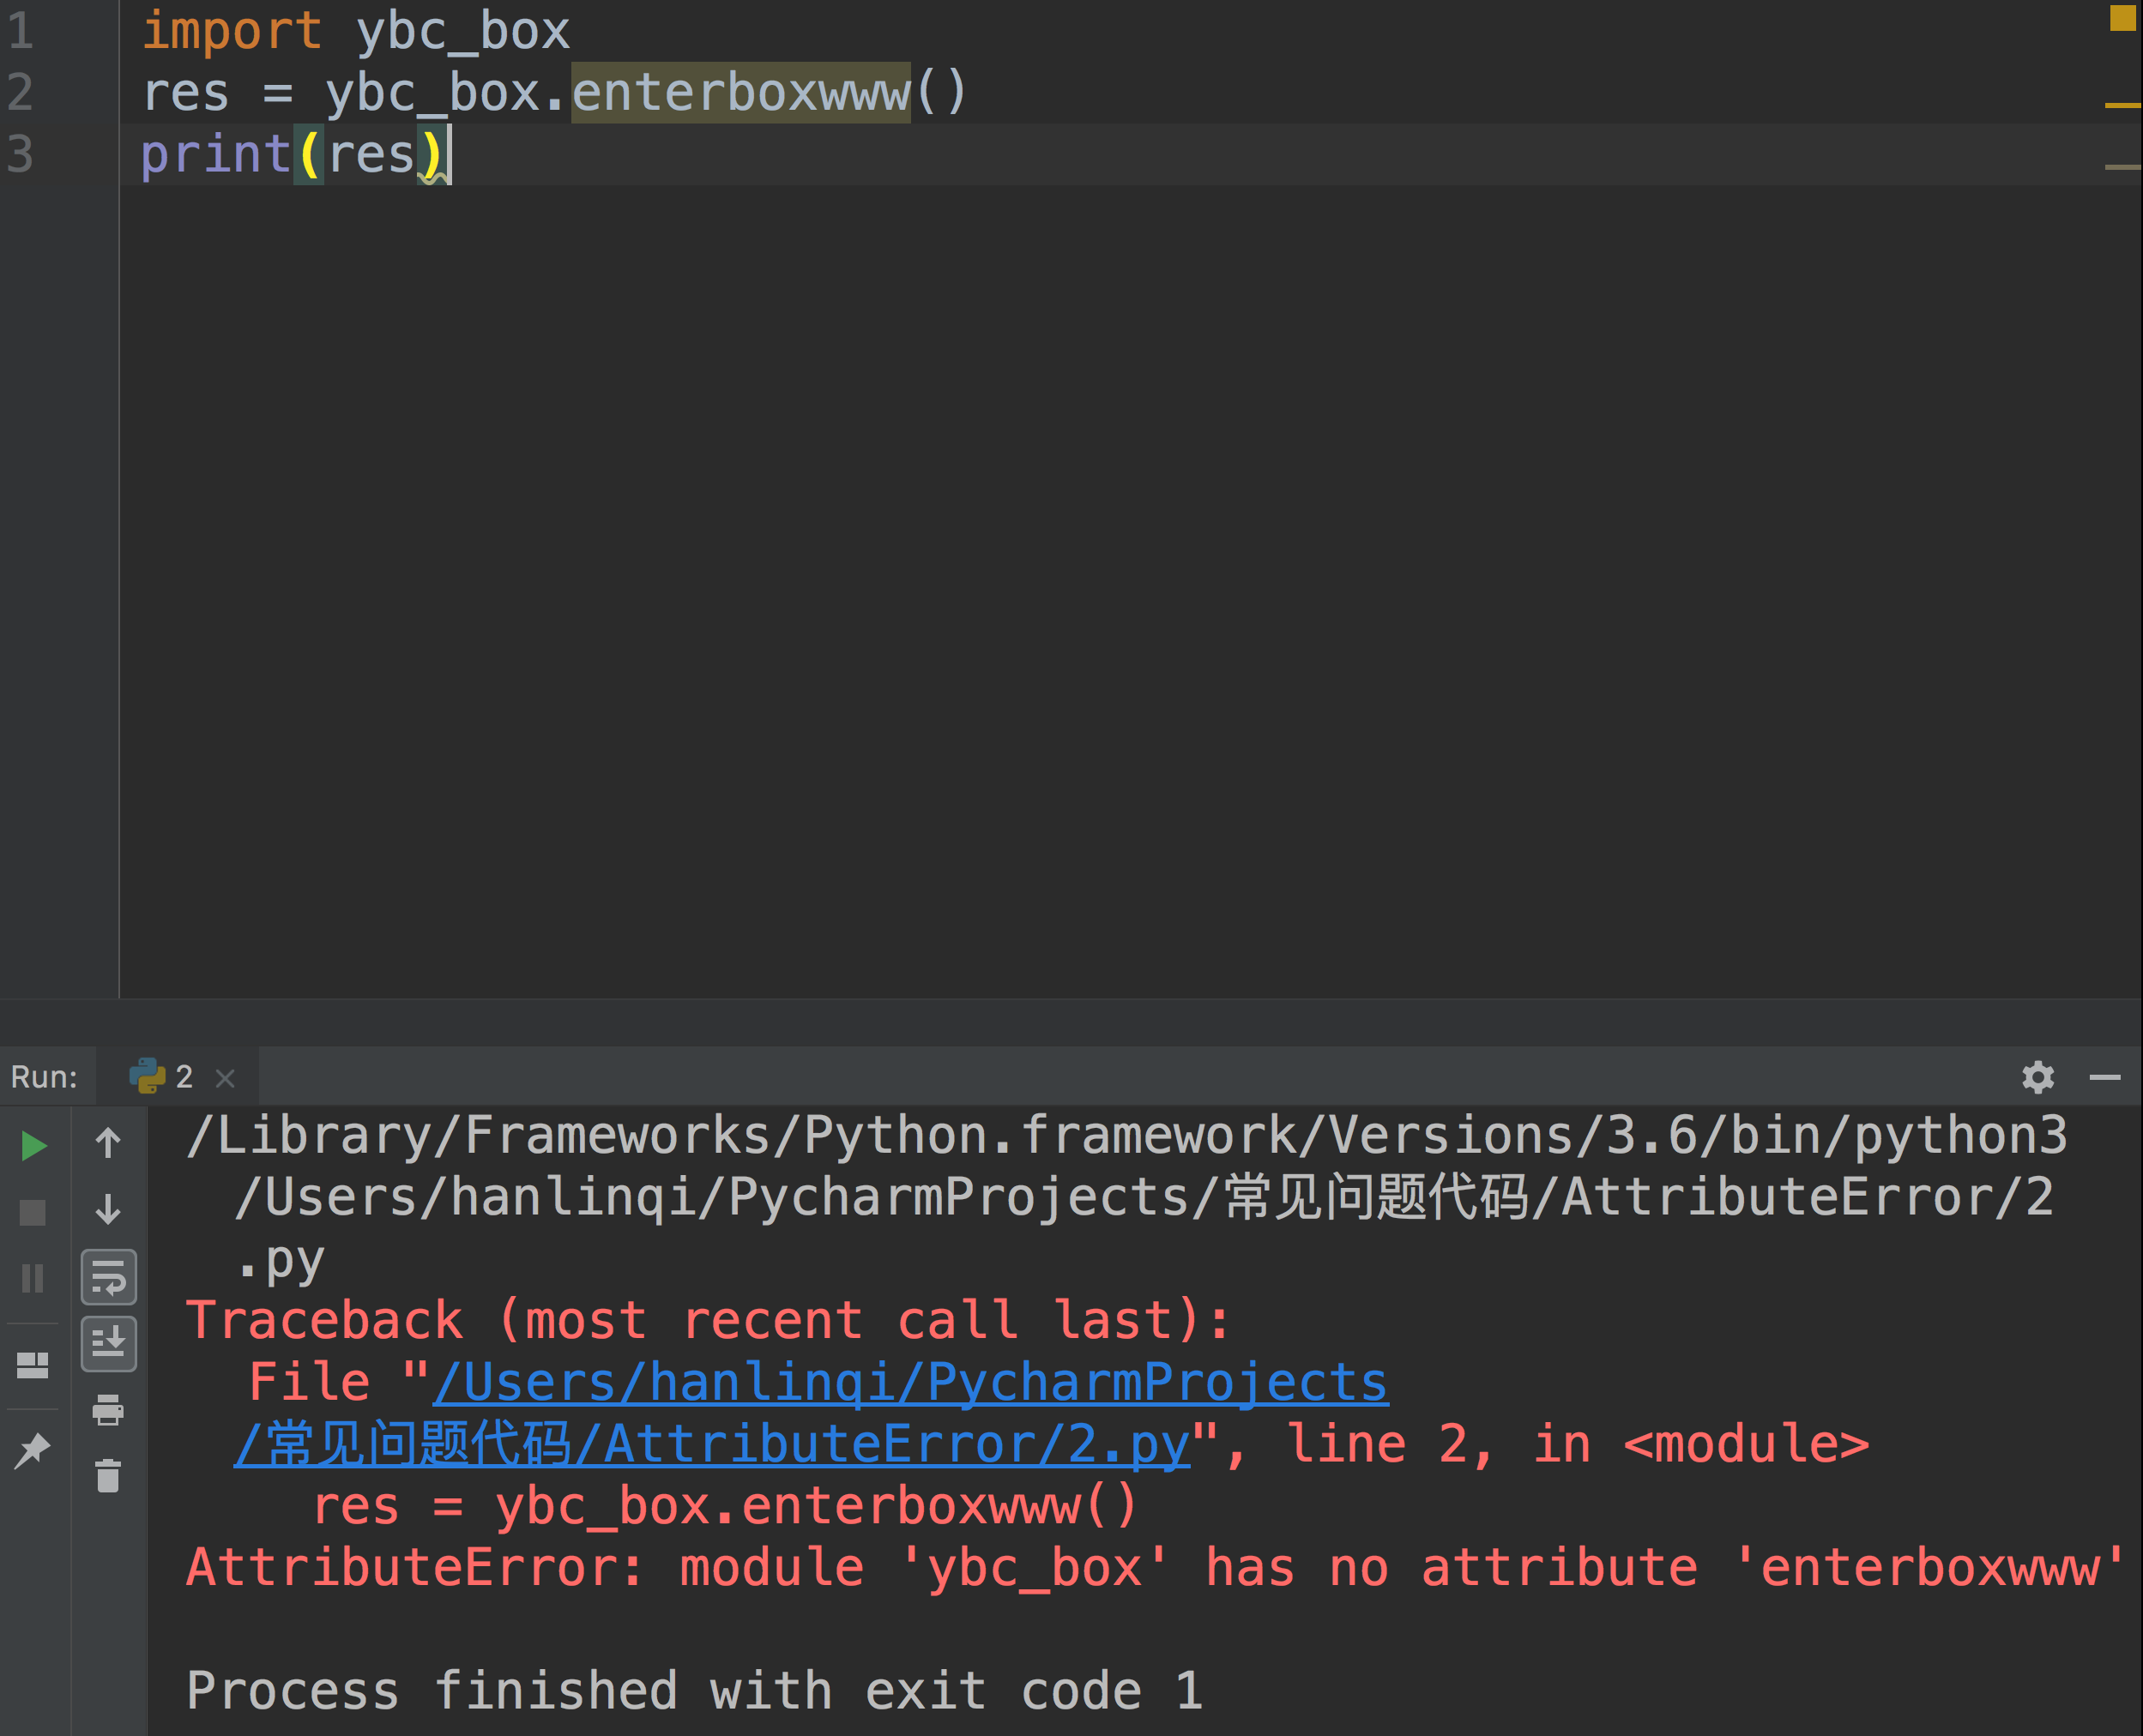 1 import ybc_box
2 res = ybc_box.enterboxwww()
3 print(res)
Run: 2
/Library/Frameworks/Python.framework/Versions/3.6/bin/python3
/Users/hanlinqi/PycharmProjects/常见问题代码/AttributeError/2
.py
Traceback (most recent call last):
File "/Users/hanlinqi/PycharmProjects
/常见问题代码/AttributeError/2.py", line 2, in <module>
res = ybc_box.enterboxwww()
AttributeError: module 'ybc_box' has no attribute 'enterboxwww'
Process finished with exit code 1